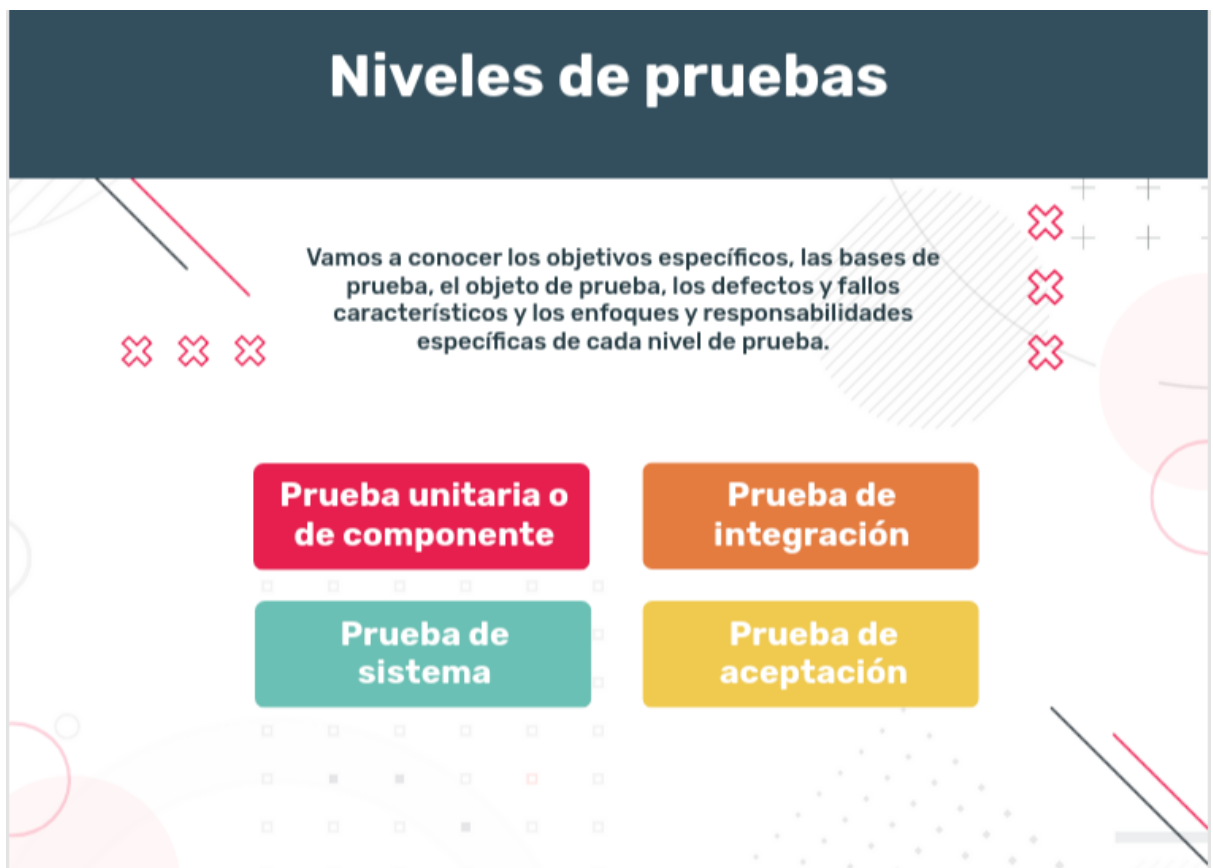 Niveles de pruebas
Vamos a conocer los objetivos específicos, las bases de
prueba, el objeto de prueba, los defectos y fallos
característicos y los enfoques y responsabilidades
específicas de cada nivel de prueba.
Prueba unitaria o
de componente
Prueba de
integración
Prueba de
sistema
Prueba de
aceptación